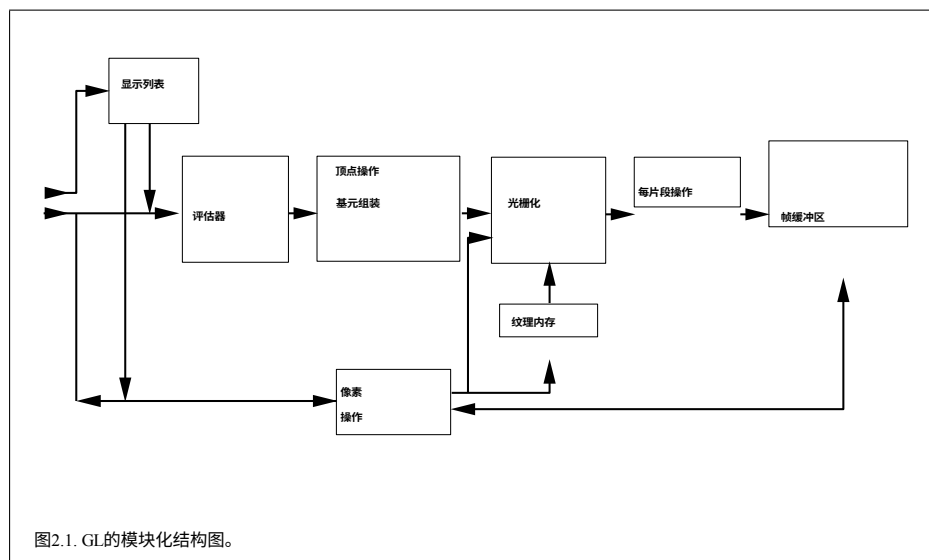 显示列表
评估器
顶点操作
基元组装
光栅化
每片段操作
帧缓冲区
纹理内存
像素
操作
图2.1. GL的模块化结构图。